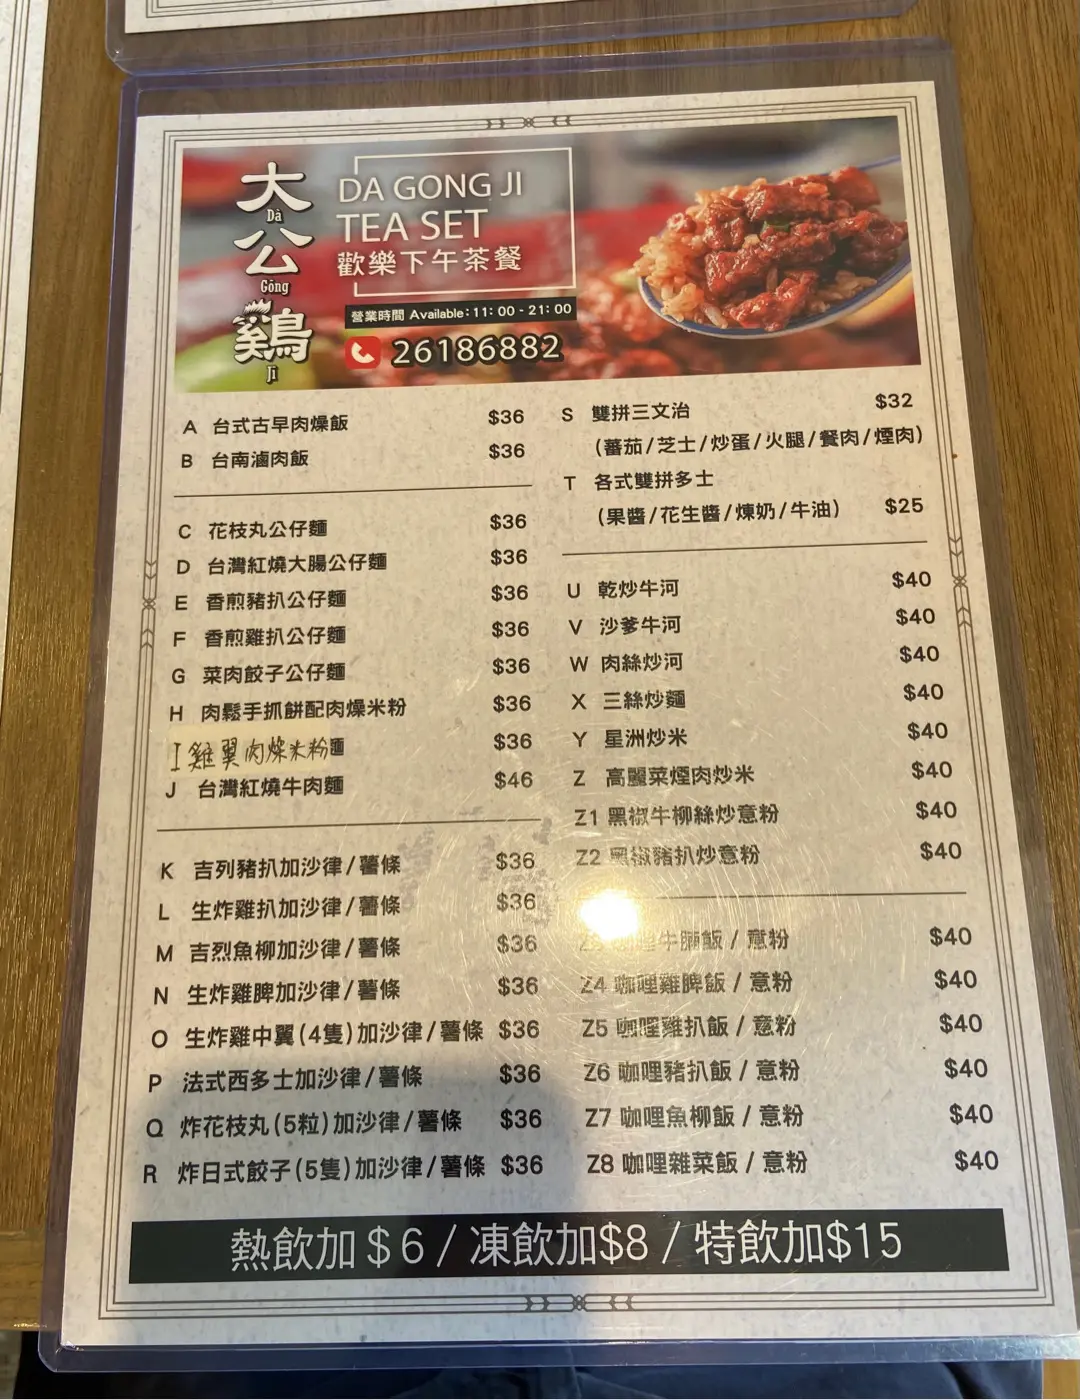 大
Dà
公
Gōng
鷄
Jī
DA GONG JI
TEA SET
歡樂下午茶餐
營業時間 Available:11:00 - 21:00
26186882
A 台式古早肉燥飯 $36
B 台南滷肉飯 $36
C 花枝丸公仔麵 $36
D 台灣紅燒大腸公仔麵 $36
E 香煎豬扒公仔麵 $36
F 香煎雞扒公仔麵 $36
G 菜肉餃子公仔麵 $36
H 肉鬆手抓餅配肉燥米粉 $36
I 雞翼肉燥米粉麵 $36
J 台灣紅燒牛肉麵 $46
K 吉列豬扒加沙律/薯條 $36
L 生炸雞扒加沙律/薯條 $36
M 吉烈魚柳加沙律/薯條 $36
N 生炸雞脾加沙律/薯條 $36
O 生炸雞中翼(4隻)加沙律/薯條 $36
P 法式西多士加沙律/薯條 $36
Q 炸花枝丸(5粒)加沙律/薯條 $36
R 炸日式餃子(5隻)加沙律/薯條 $36
S 雙拼三文治 $32
(蕃茄/芝士/炒蛋/火腿/餐肉/煙肉)
T 各式雙拼多士
(果醬/花生醬/煉奶/牛油) $25
U 乾炒牛河 $40
V 沙爹牛河 $40
W 肉絲炒河 $40
X 三絲炒麵 $40
Y 星洲炒米 $40
Z 高麗菜煙肉炒米 $40
Z1 黑椒牛柳絲炒意粉 $40
Z2 黑椒豬扒炒意粉 $40
Z3 咖哩牛腩飯 / 意粉 $40
Z4 咖哩雞脾飯 / 意粉 $40
Z5 咖哩雞扒飯 / 意粉 $40
Z6 咖哩豬扒飯 / 意粉 $40
Z7 咖哩魚柳飯 / 意粉 $40
Z8 咖哩雜菜飯 / 意粉 $40
熱飲加$6 / 凍飲加$8 / 特飲加$15